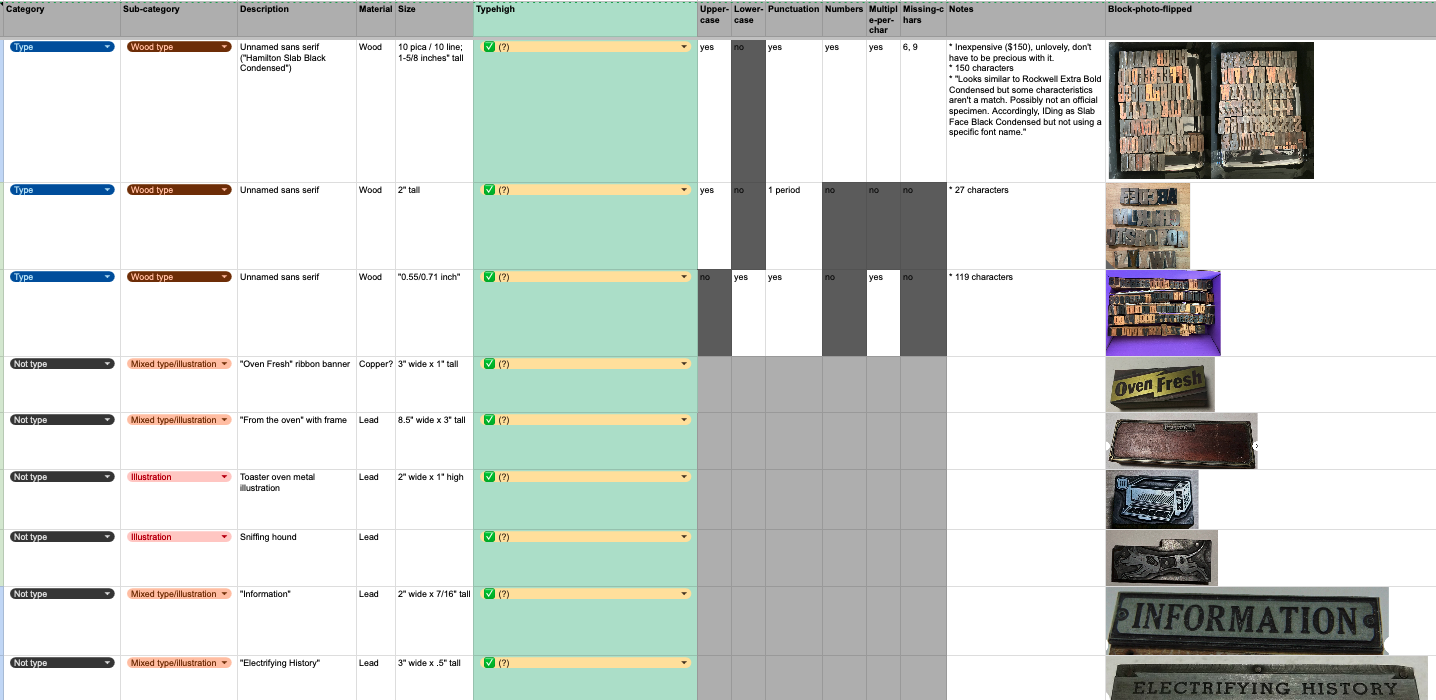 Category Sub-category Description Material Size Typehigh Upper-case Lower-case Punctuation Numbers Multiple-per-char Missing-chars Notes Block-photo-flipped
Type Wood type Unnamed sans serif ("Hamilton Slab Black Condensed") Wood 10 pica / 10 line; 1-5/8 inches" tall ✅ (?) yes no yes yes yes 6, 9
* Inexpensive ($150), unlovely, don't have to be precious with it.
* 150 characters
* "Looks similar to Rockwell Extra Bold Condensed but some characteristics aren't a match. Possibly not an official specimen. Accordingly, IDing as Slab Face Black Condensed but not using a specific font name."
Type Wood type Unnamed sans serif Wood 2" tall ✅ (?) yes no 1 period no no no * 27 characters
Type Wood type Unnamed sans serif Wood "0.55/0.71 inch" ✅ (?) no yes yes no yes no * 119 characters
Not type Mixed type/illustration "Oven Fresh" ribbon banner Copper? 3" wide x 1" tall ✅ (?) Oven Fresh
Not type Mixed type/illustration "From the oven" with frame Lead 8.5" wide x 3" tall ✅ (?)
Not type Illustration Toaster oven metal illustration Lead 2" wide x 1" high ✅ (?)
Not type Illustration Sniffing hound Lead ✅ (?)
Not type Mixed type/illustration "Information" Lead 2" wide x 7/16" tall ✅ (?) INFORMATION
Not type Mixed type/illustration "Electrifying History" Lead 3" wide x .5" tall ✅ (?) ELECTRIFYING HISTORY